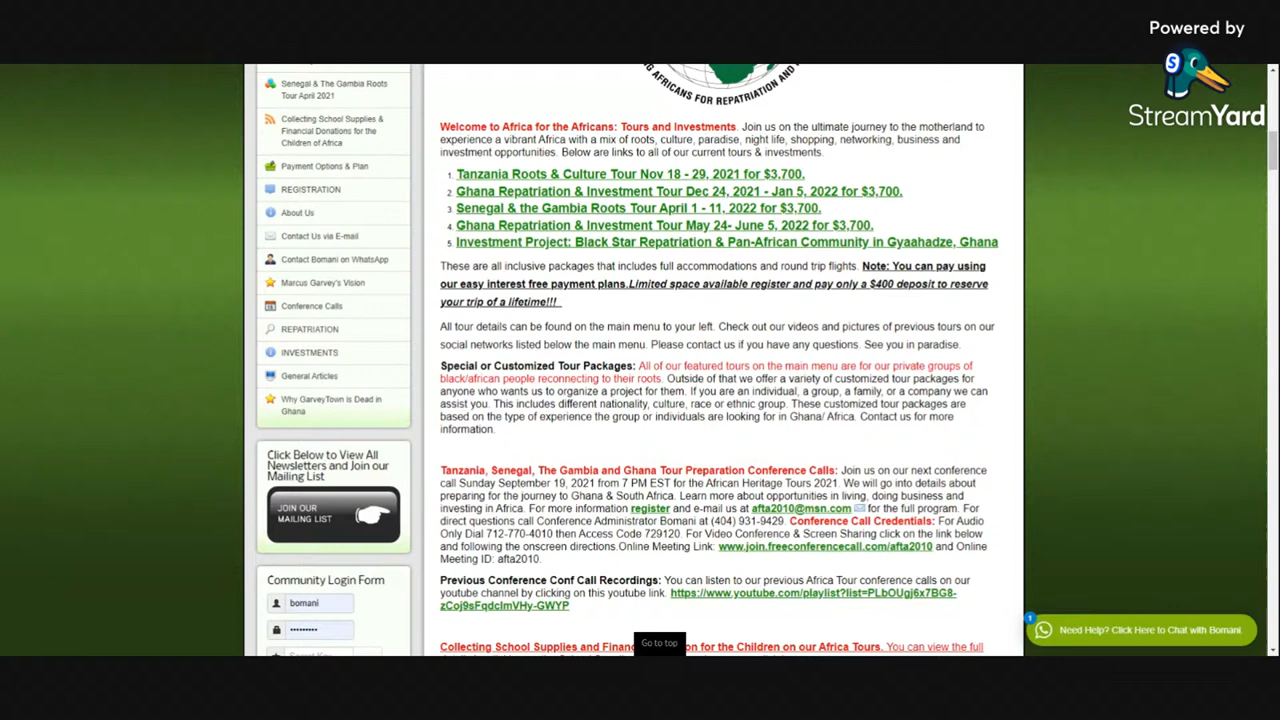 Powered by
StreamYard
Senegal & The Gambia Roots
Tour April 2021
Collecting School Supplies &
Financial Donations for the
Children of Africa
Payment Options & Plan
REGISTRATION
About Us
Contact Us via E-mail
Contact Bomani on WhatsApp
Marcus Garvey's Vision
Conference Calls
REPATRIATION
INVESTMENTS
General Articles
Why GarveyTown is Dead in
Ghana
Click Below to View All
Newsletters and Join our
Mailing List
JOIN OUR
MAILING LIST
Community Login Form
bomani
•••••••••
AFRICANS FOR REPATRIATION AND
Welcome to Africa for the Africans: Tours and Investments. Join us on the ultimate journey to the motherland to
experience a vibrant Africa with a mix of roots, culture, paradise, night life, shopping, networking, business and
investment opportunities. Below are links to all of our current tours & investments.
1. Tanzania Roots & Culture Tour Nov 18 - 29, 2021 for $3,700.
2. Ghana Repatriation & Investment Tour Dec 24, 2021 - Jan 5, 2022 for $3,700.
3. Senegal & the Gambia Roots Tour April 1 - 11, 2022 for $3,700.
4. Ghana Repatriation & Investment Tour May 24- June 5, 2022 for $3,700.
5. Investment Project: Black Star Repatriation & Pan-African Community in Gyaahadze, Ghana
These are all inclusive packages that includes full accommodations and round trip flights. Note: You can pay using
our easy interest free payment plans.Limited space available register and pay only a $400 deposit to reserve
your trip of a lifetime!!!
All tour details can be found on the main menu to your left. Check out our videos and pictures of previous tours on our
social networks listed below the main menu. Please contact us if you have any questions. See you in paradise.
Special or Customized Tour Packages: All of our featured tours on the main menu are for our private groups of
black/african people reconnecting to their roots. Outside of that we offer a variety of customized tour packages for
anyone who wants us to organize a project for them. If you are an individual, a group, a family, or a company we can
assist you. This includes different nationality, culture, race or ethnic group. These customized tour packages are
based on the type of experience the group or individuals are looking for in Ghana/ Africa. Contact us for more
information.
Tanzania, Senegal, The Gambia and Ghana Tour Preparation Conference Calls: Join us on our next conference
call Sunday September 19, 2021 from 7 PM EST for the African Heritage Tours 2021. We will go into details about
preparing for the journey to Ghana & South Africa. Learn more about opportunities in living, doing business and
investing in Africa. For more information register and e-mail us at afta2010@msn.com for the full program. For
direct questions call Conference Administrator Bomani at (404) 931-9429. Conference Call Credentials: For Audio
Only Dial 712-770-4010 then Access Code 729120. For Video Conference & Screen Sharing click on the link below
and following the onscreen directions.Online Meeting Link: www.join.freeconferencecall.com/afta2010 and Online
Meeting ID: afta2010.
Previous Conference Conf Call Recordings: You can listen to our previous Africa Tour conference calls on our
youtube channel by clicking on this youtube link. https://www.youtube.com/playlist?list=PLbOUgj6x7BG8-
zCoj9sFqdcImVHy-GWYP
Go to top
Collecting School Supplies and Financ on for the Children on our Africa Tours. You can view the full
1
Need Help? Click Here to Chat with Bomani.